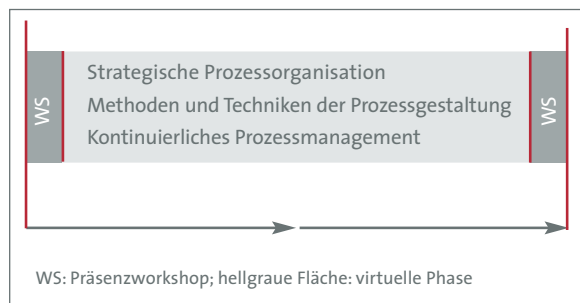 WS
Strategische Prozessorganisation
Methoden und Techniken der Prozessgestaltung
Kontinuierliches Prozessmanagement
WS
WS: Präsenzworkshop; hellgraue Fläche: virtuelle Phase